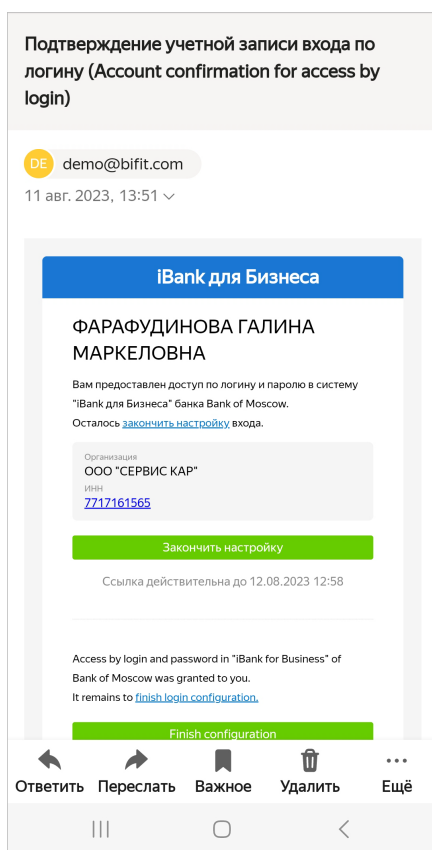 Подтверждение учетной записи входа по
логину (Account confirmation for access by
login)
DE demo@bifit.com
11 авг. 2023, 13:51
iBank для Бизнеса
ФАРАФУДИНОВА ГАЛИНА
МАРКЕЛОВНА
Вам предоставлен доступ по логину и паролю в систему
"iBank для Бизнеса" банка Bank of Moscow.
Осталось закончить настройку входа.
Организация
ООО "СЕРВИС КАР"
ИНН
7717161565
Закончить настройку
Ссылка действительна до 12.08.2023 12:58
Access by login and password in "iBank for Business" of
Bank of Moscow was granted to you.
It remains to finish login configuration.
Finish configuration
Ответить Переслать Важное Удалить Ещё